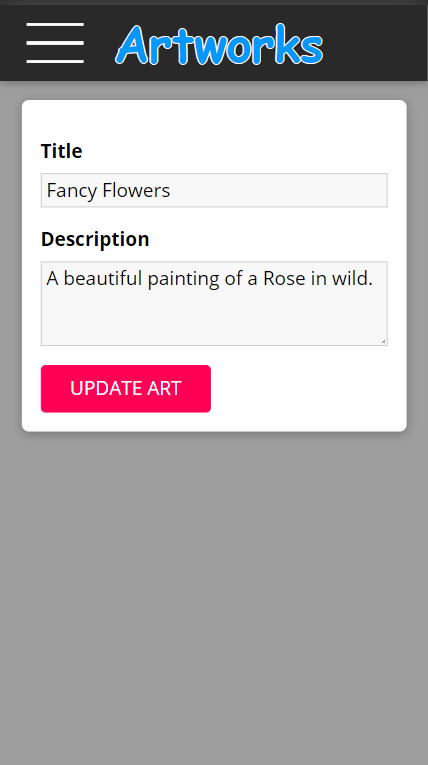 Artworks
Title
Fancy Flowers
Description
A beautiful painting of a Rose in wild.
UPDATE ART